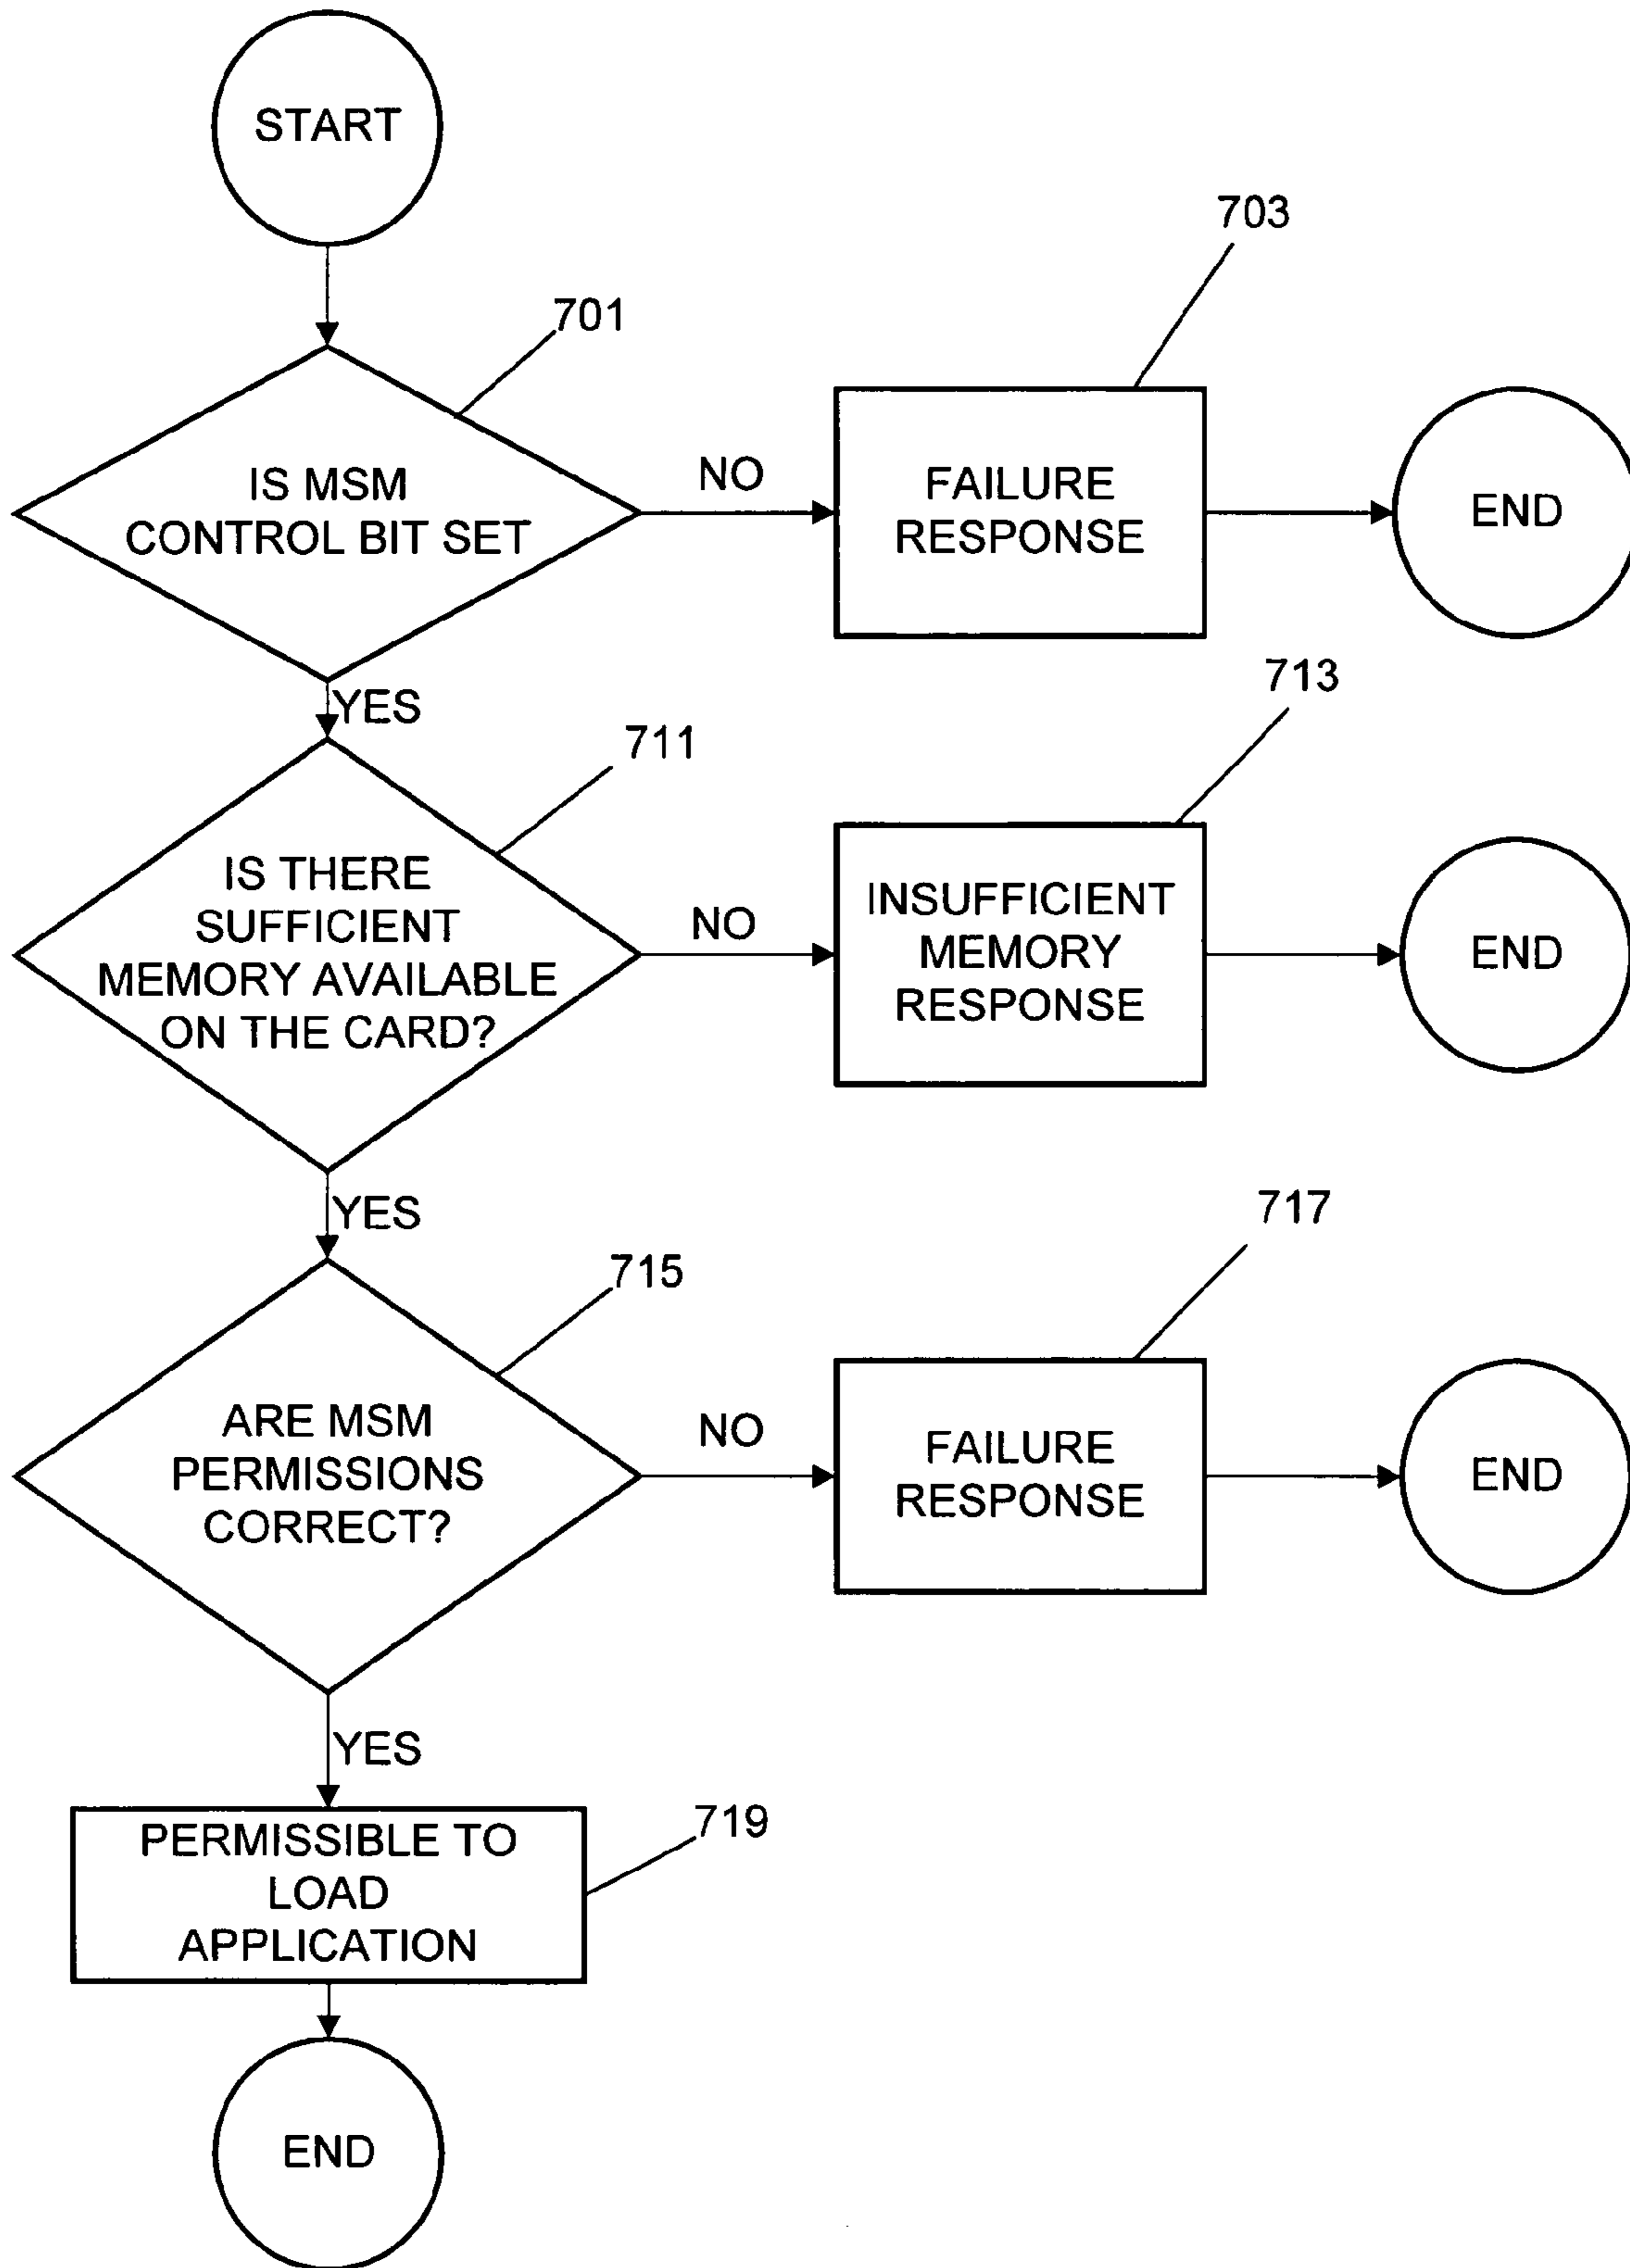 START
703
701
IS MSM
CONTROL BIT SET
NO
FAILURE
RESPONSE
END
YES
713
711
IS THERE
SUFFICIENT
MEMORY AVAILABLE
ON THE CARD?
NO
INSUFFICIENT
MEMORY
RESPONSE
END
YES
717
715
ARE MSM
PERMISSIONS
CORRECT?
NO
FAILURE
RESPONSE
END
YES
719
PERMISSIBLE TO
LOAD
APPLICATION
END